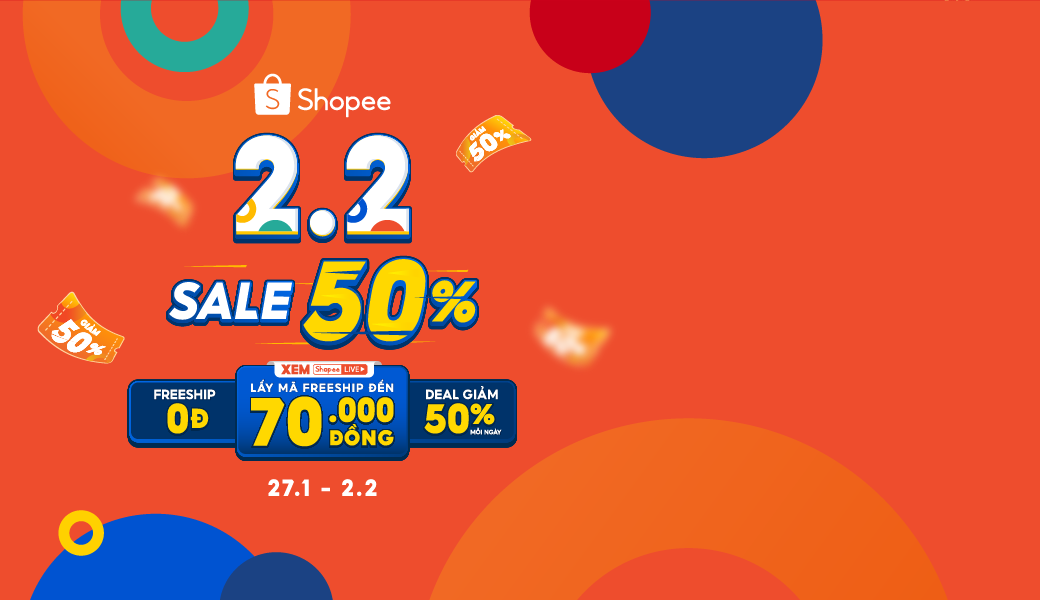 Shopee
2.2
GIẢM
50%
SALE 50%
GIẢM
50%
XEM Shopee LIVE
FREESHIP
0Đ
LẤY MÃ FREESHIP ĐẾN
70.000
ĐỒNG
DEAL GIẢM
50%
MỖI NGÀY
27.1 - 2.2